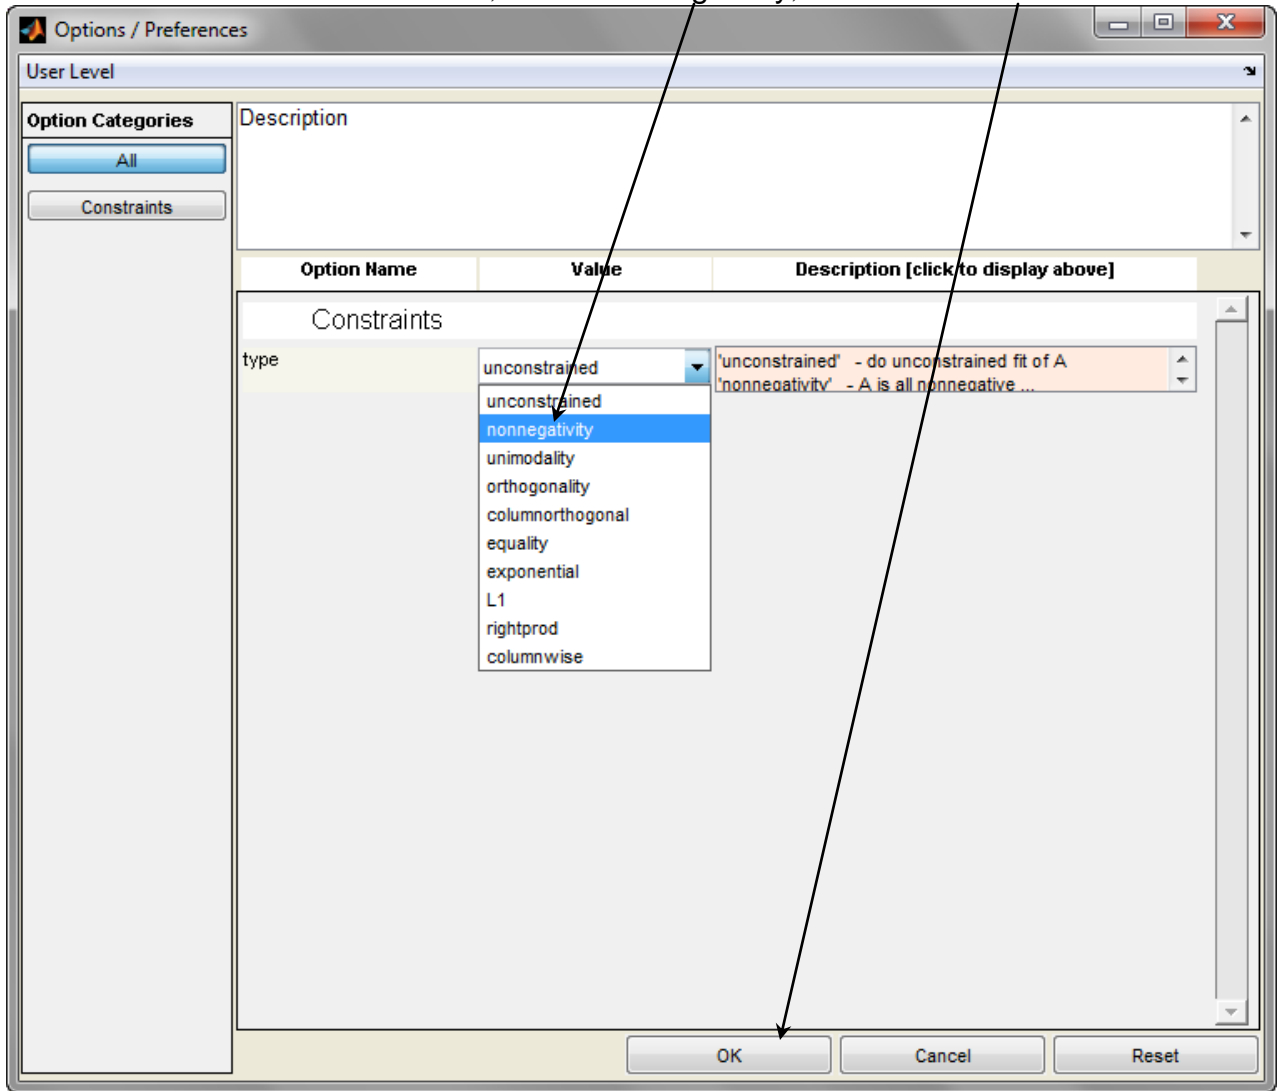 Options / Preferences
User Level
Option Categories
All
Constraints
Description
Option Name Value Description [click to display above]
Constraints
type unconstrained 'unconstrained' - do unconstrained fit of A
'nonnegativity' - A is all nonnegative ...
unconstrained
nonnegativity
unimodality
orthogonality
columnorthogonal
equality
exponential
L1
rightprod
columnwise
OK Cancel Reset